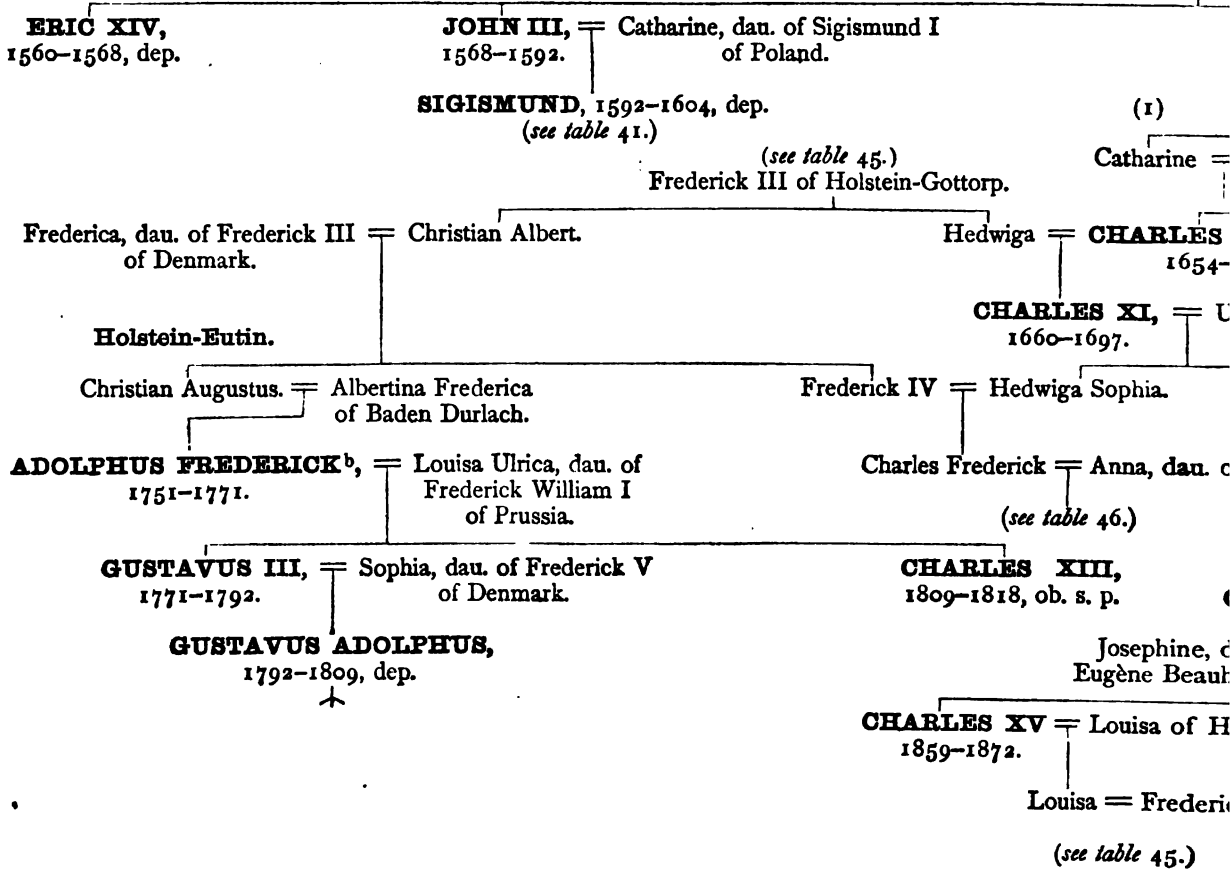 ERIC XIV,
1560–1568, dep.
JOHN III, = Catharine, dau. of Sigismund I
1568–1592.
of Poland.
SIGISMUND, 1592–1604, dep.
(see table 41.)
(1)
Catharine =
(see table 45.)
Frederick III of Holstein-Gottorp.
Frederica, dau. of Frederick III = Christian Albert.
of Denmark.
Hedwiga = CHARLES
1654–
CHARLES XI, = U
1660–1697.
Holstein-Eutin.
Christian Augustus. = Albertina Frederica
of Baden Durlach.
Frederick IV = Hedwiga Sophia.
ADOLPHUS FREDERICKᵇ, = Louisa Ulrica, dau. of
1751–1771.
Frederick William I
of Prussia.
Charles Frederick = Anna, dau.
(see table 46.)
GUSTAVUS III, = Sophia, dau. of Frederick V
1771–1792.
of Denmark.
CHARLES XIII,
1809–1818, ob. s. p.
GUSTAVUS ADOLPHUS,
1792–1809, dep.
Josephine,
Eugène
CHARLES XV = Louisa of H
1859–1872.
Louisa =
(see table 45.)